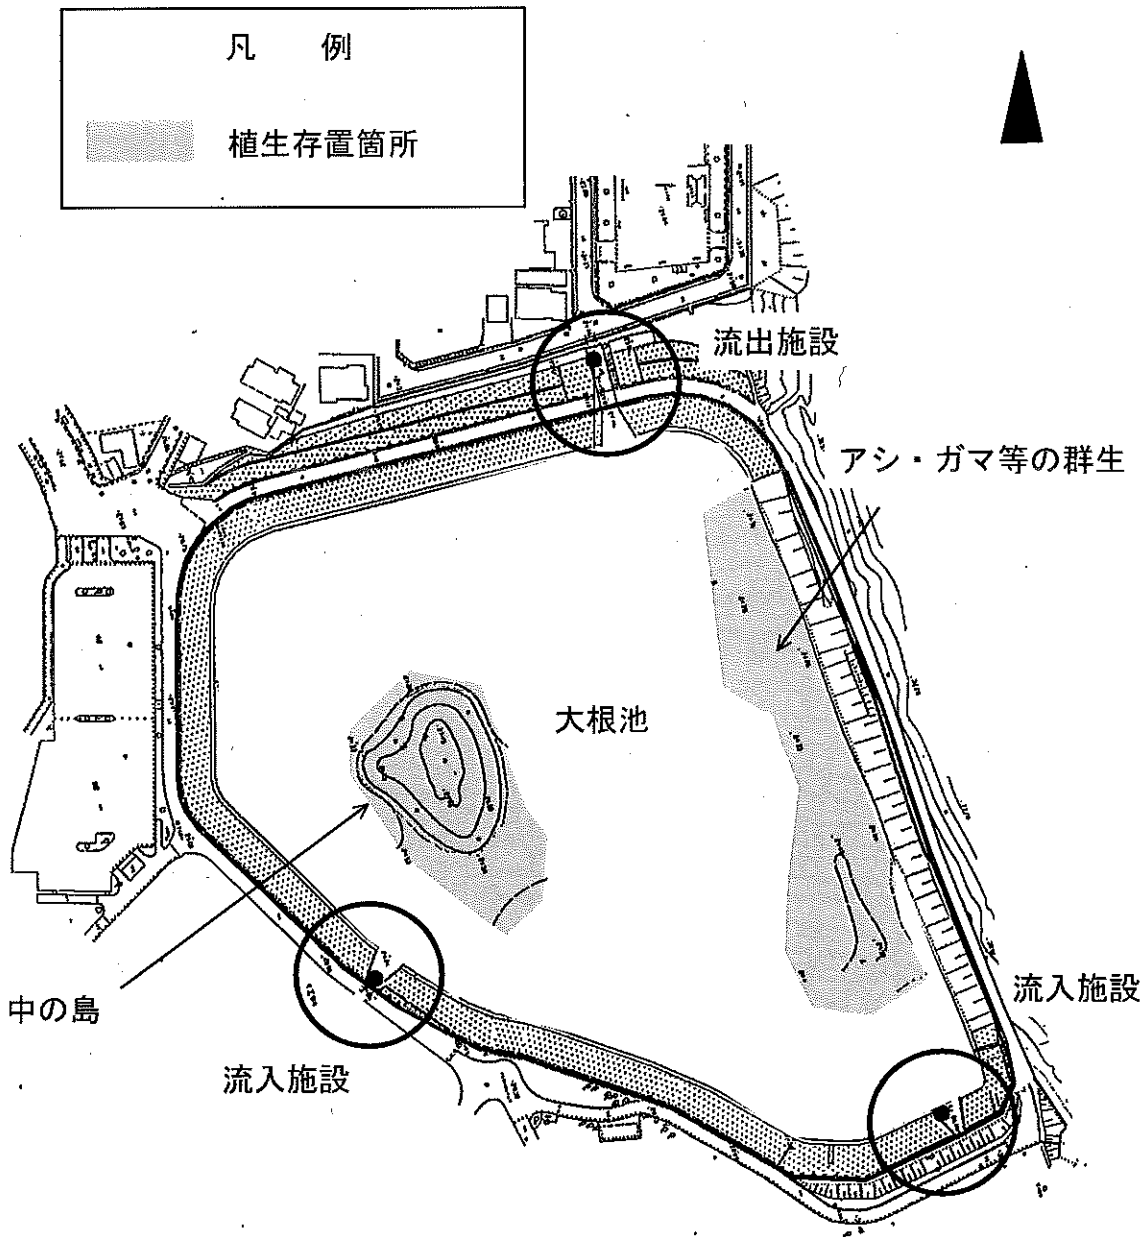 凡 例
植生存置箇所
流出施設
アシ・ガマ等の群生
大根池
中の島
流入施設
流入施設